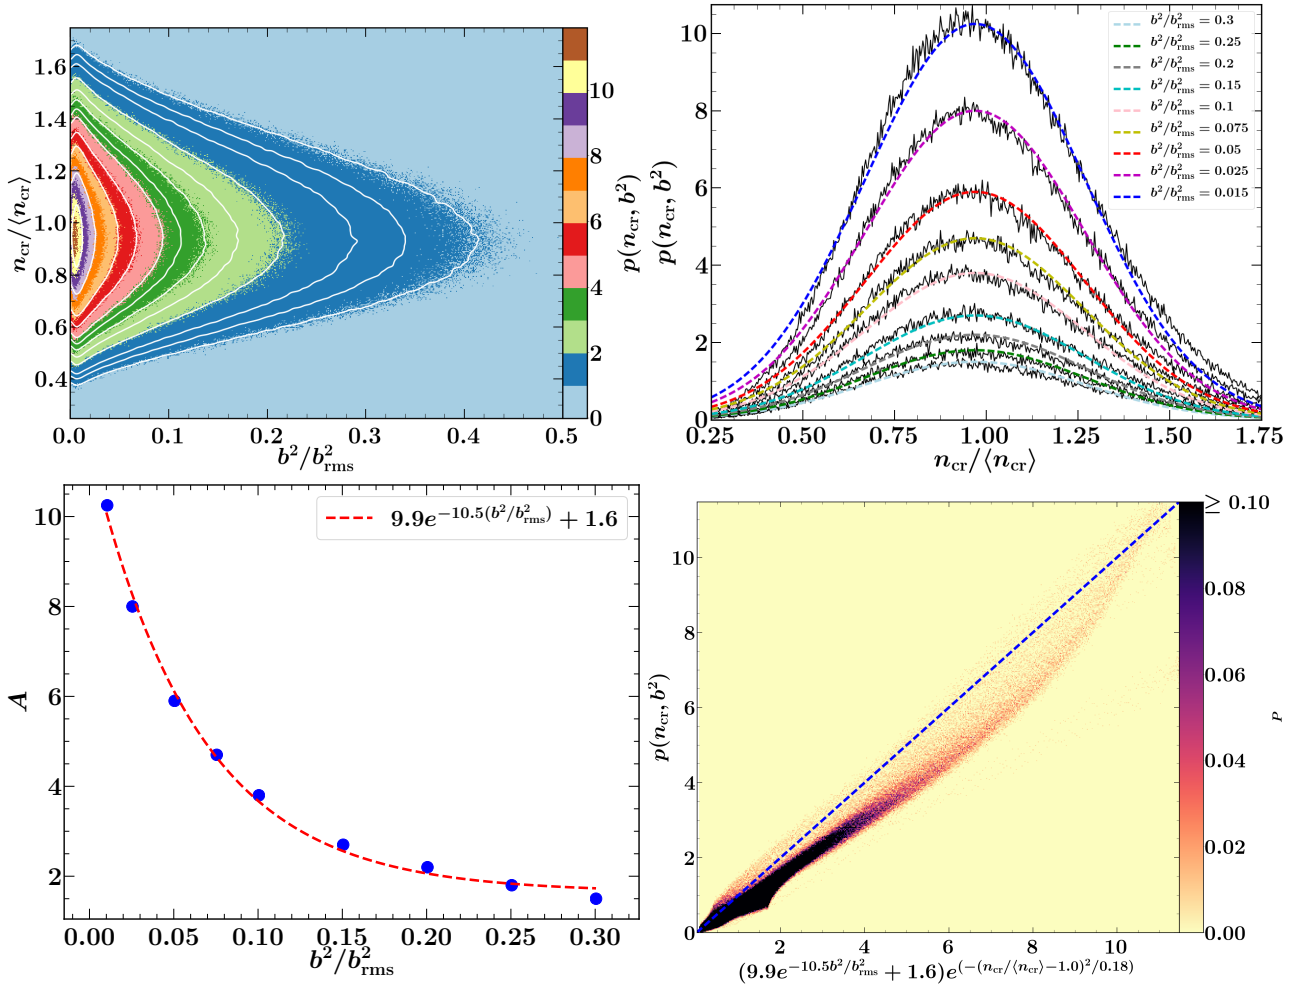 1.6
1.4
1.2
1.0
0.8
0.6
0.4
n_cr/⟨n_cr⟩
0.0 0.1 0.2 0.3 0.4 0.5
b²/b²_rms
10
8
6
4
2
0
p(n_cr, b²)
10
8
6
4
2
0
p(n_cr, b²)
b²/b²_rms = 0.3
b²/b²_rms = 0.25
b²/b²_rms = 0.2
b²/b²_rms = 0.15
b²/b²_rms = 0.1
b²/b²_rms = 0.075
b²/b²_rms = 0.05
b²/b²_rms = 0.025
b²/b²_rms = 0.015
0.25 0.50 0.75 1.00 1.25 1.50 1.75
n_cr/⟨n_cr⟩
10
8
6
4
2
A
9.9e^{-10.5(b²/b²_rms)} + 1.6
0.00 0.05 0.10 0.15 0.20 0.25 0.30
b²/b²_rms
10
8
6
4
2
0
p(n_cr, b²)
2 4 6 8 10
(9.9e^{-10.5b²/b²_rms} + 1.6)e^{(-(n_cr/⟨n_cr⟩-1.0)²/0.18)}
≥ 0.10
0.08
0.06
0.04
0.02
0.00
P